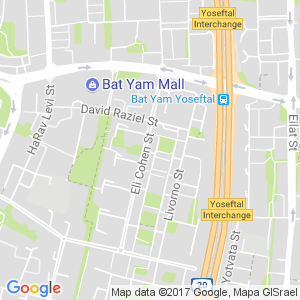 Yoseftal
Interchange
Bat Yam Mall
Bat Yam Yoseftal
David Raziel St
HaRav Levi St
Eli Cohen St
Livorno St
Eilat St
Yoseftal
Interchange
Yotvata St
20
Google
Map data ©2017 Google, Mapa GISrael